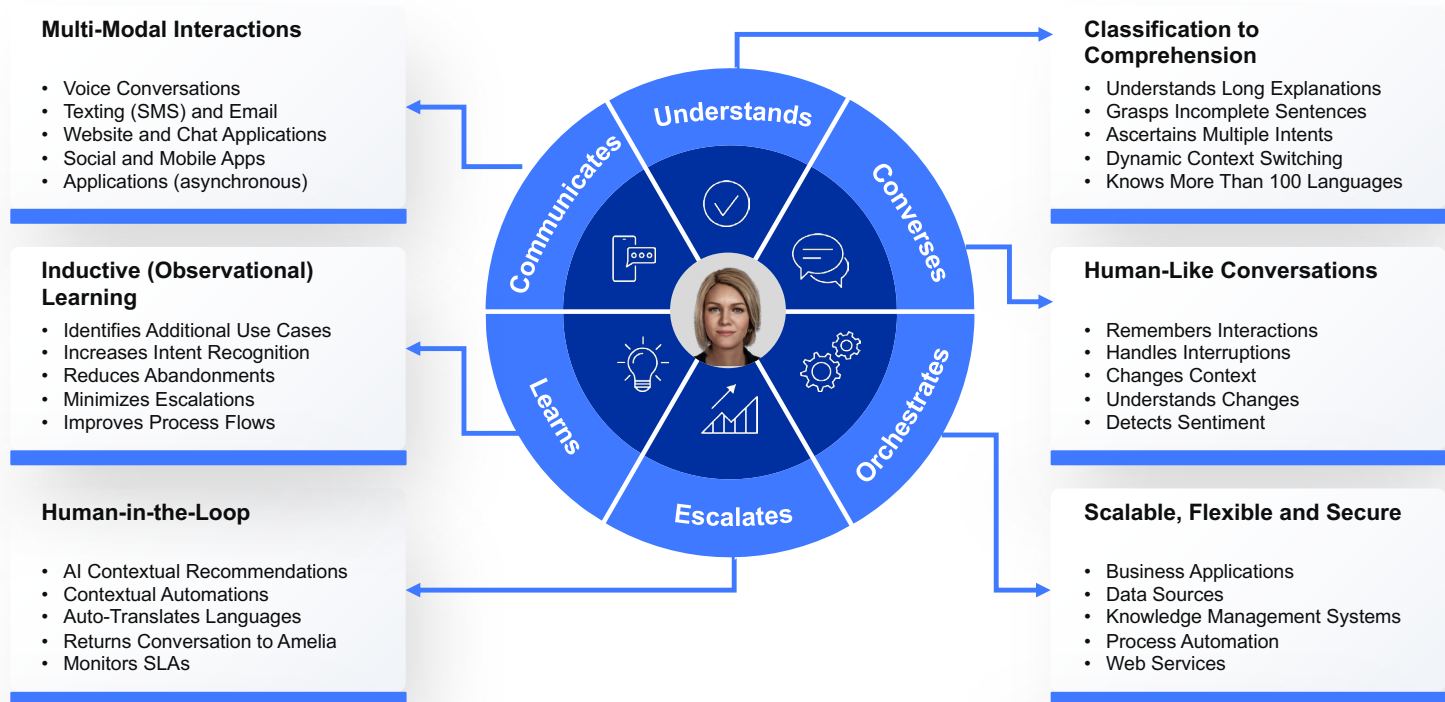 Multi-Modal Interactions
• Voice Conversations
• Texting (SMS) and Email
• Website and Chat Applications
• Social and Mobile Apps
• Applications (asynchronous)
Inductive (Observational)
Learning
• Identifies Additional Use Cases
• Increases Intent Recognition
• Reduces Abandonments
• Minimizes Escalations
• Improves Process Flows
Human-in-the-Loop
• AI Contextual Recommendations
• Contextual Automations
• Auto-Translates Languages
• Returns Conversation to Amelia
• Monitors SLAs
Understands
Converses
Orchestrates
Escalates
Learns
Communicates
Classification to
Comprehension
• Understands Long Explanations
• Grasps Incomplete Sentences
• Ascertains Multiple Intents
• Dynamic Context Switching
• Knows More Than 100 Languages
Human-Like Conversations
• Remembers Interactions
• Handles Interruptions
• Changes Context
• Understands Changes
• Detects Sentiment
Scalable, Flexible and Secure
• Business Applications
• Data Sources
• Knowledge Management Systems
• Process Automation
• Web Services